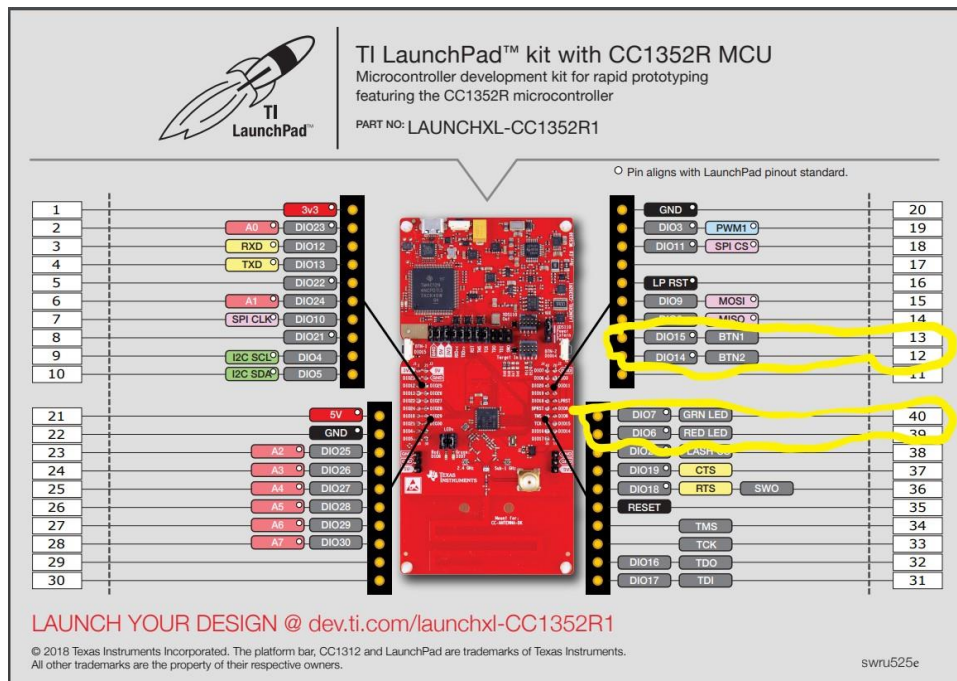 TI LaunchPad™ kit with CC1352R MCU
Microcontroller development kit for rapid prototyping
featuring the CC1352R microcontroller
PART NO: LAUNCHXL-CC1352R1
TI
LaunchPad™
Pin aligns with LaunchPad pinout standard.
1 3v3
2 A0 DIO23
3 RXD DIO12
4 TXD DIO13
5 DIO22
6 A1 DIO24
7 SPI CLK DIO10
8 DIO21
9 I2C SCL DIO4
10 I2C SDA DIO5
GND 20
DIO3 PWM1 19
DIO11 SPI CS 18
17
LP RST 16
DIO9 MOSI 15
MISO 14
DIO15 BTN1 13
DIO14 BTN2 12
11
21 5V
22 GND
23 A2 DIO25
24 A3 DIO26
25 A4 DIO27
26 A5 DIO28
27 A6 DIO29
28 A7 DIO30
29
30
DIO7 GRN LED 40
DIO6 RED LED 39
38
DIO19 CTS 37
DIO18 RTS SWO 36
RESET 35
TMS 34
TCK 33
DIO16 TDO 32
DIO17 TDI 31
TEXAS
INSTRUMENTS
LAUNCH YOUR DESIGN @ dev.ti.com/launchxl-CC1352R1
© 2018 Texas Instruments Incorporated. The platform bar, CC1312 and LaunchPad are trademarks of Texas Instruments.
All other trademarks are the property of their respective owners.
swru525e